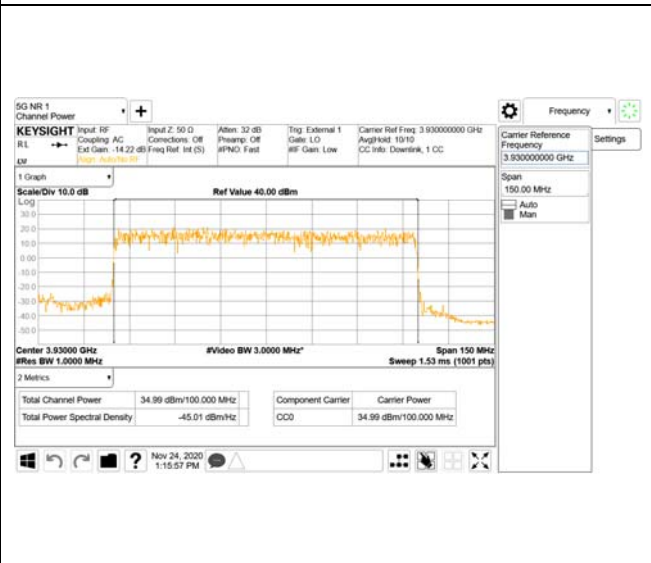 5G NR 1
Channel Power
Frequency
KEYSIGHT
Input: RF
Input Z: 50 Ω
Atten: 32 dB
Trig: External 1
Carrier Ref Freq: 3.930000000 GHz
RL
Coupling: AC
Corrections: Off
Preamp: Off
Gate: LO
Avg|Hold: 10/10
Ext Gain: -14.22 dB
Freq Ref: Int (S)
#PNO: Fast
#IF Gain: Low
CC Info: Downlink, 1 CC
Align: Auto/No RF
Carrier Reference
Frequency
3.930000000 GHz
Settings
Span
150.00 MHz
Auto
Man
1 Graph
Scale/Div 10.0 dB
Ref Value 40.00 dBm
Log
30.0
20.0
10.0
0.00
-10.0
-20.0
-30.0
-40.0
-50.0
Center 3.93000 GHz
#Video BW 3.0000 MHz*
Span 150 MHz
#Res BW 1.0000 MHz
Sweep 1.53 ms (1001 pts)
2 Metrics
Total Channel Power
34.99 dBm/100.000 MHz
Total Power Spectral Density
-45.01 dBm/Hz
Component Carrier
Carrier Power
CC0
34.99 dBm/100.000 MHz
?
Nov 24, 2020
1:15:57 PM